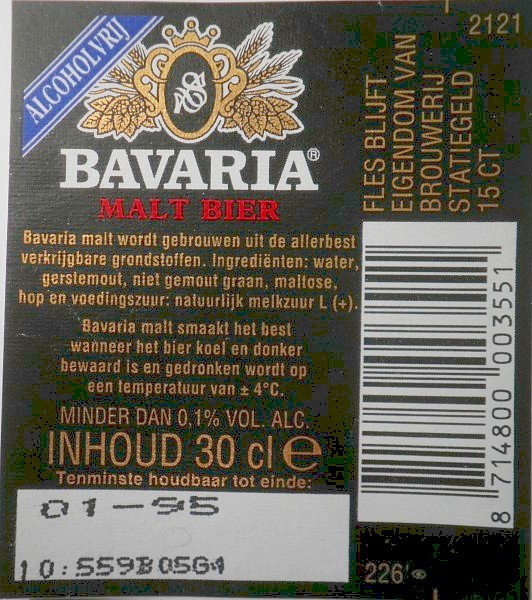 ALCOHOLVRIJ
BAVARIA®
MALT BIER
Bavaria malt wordt gebrouwen uit de allerbest
verkrijgbare grondstoffen. Ingrediënten: water,
gerstemout, niet gemout graan, maltose,
hop en voedingszuur: natuurlijk melkzuur L (+).
Bavaria malt smaakt het best
wanneer het bier koel en donker
bewaard is en gedronken wordt op
een temperatuur van ± 4°C.
MINDER DAN 0,1% VOL. ALC.
INHOUD 30 cl e
Tenminste houdbaar tot einde:
01-95
10:559B05G4
2121
FLES BLIJFT
EIGENDOM VAN
BROUWERIJ
STATIEGELD
15 CT
8 714800 003551
226